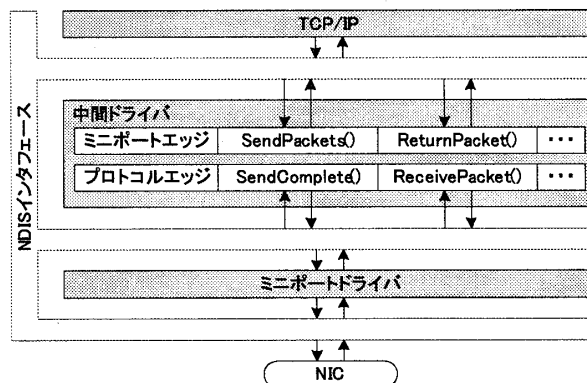 TCP/IP
NDISインタフェース
中間ドライバ
ミニポートエッジ SendPackets() ReturnPacket() ･･･
プロトコルエッジ SendComplete() ReceivePacket() ･･･
ミニポートドライバ
NIC